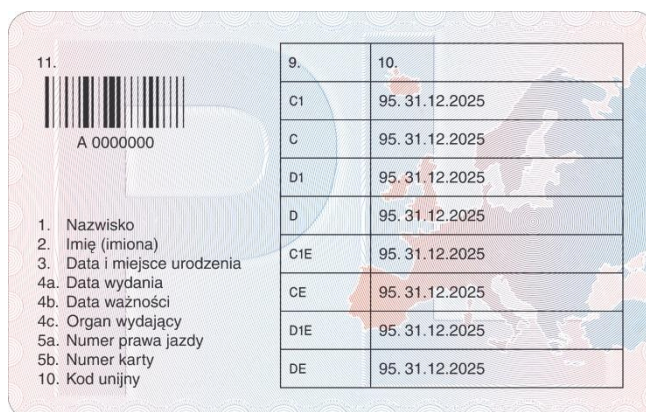 11.
A 0000000
1. Nazwisko
2. Imię (imiona)
3. Data i miejsce urodzenia
4a. Data wydania
4b. Data ważności
4c. Organ wydający
5a. Numer prawa jazdy
5b. Numer karty
10. Kod unijny
9. 10.
C1 95. 31.12.2025
C 95. 31.12.2025
D1 95. 31.12.2025
D 95. 31.12.2025
C1E 95. 31.12.2025
CE 95. 31.12.2025
D1E 95. 31.12.2025
DE 95. 31.12.2025